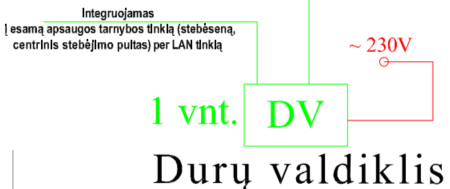 Integruojamas
į esamą apsaugos tarnybos tinklą (stebėseną,
centrinis stebėjimo pultas) per LAN tinklą
~ 230V
1 vnt. DV
Durų valdiklis